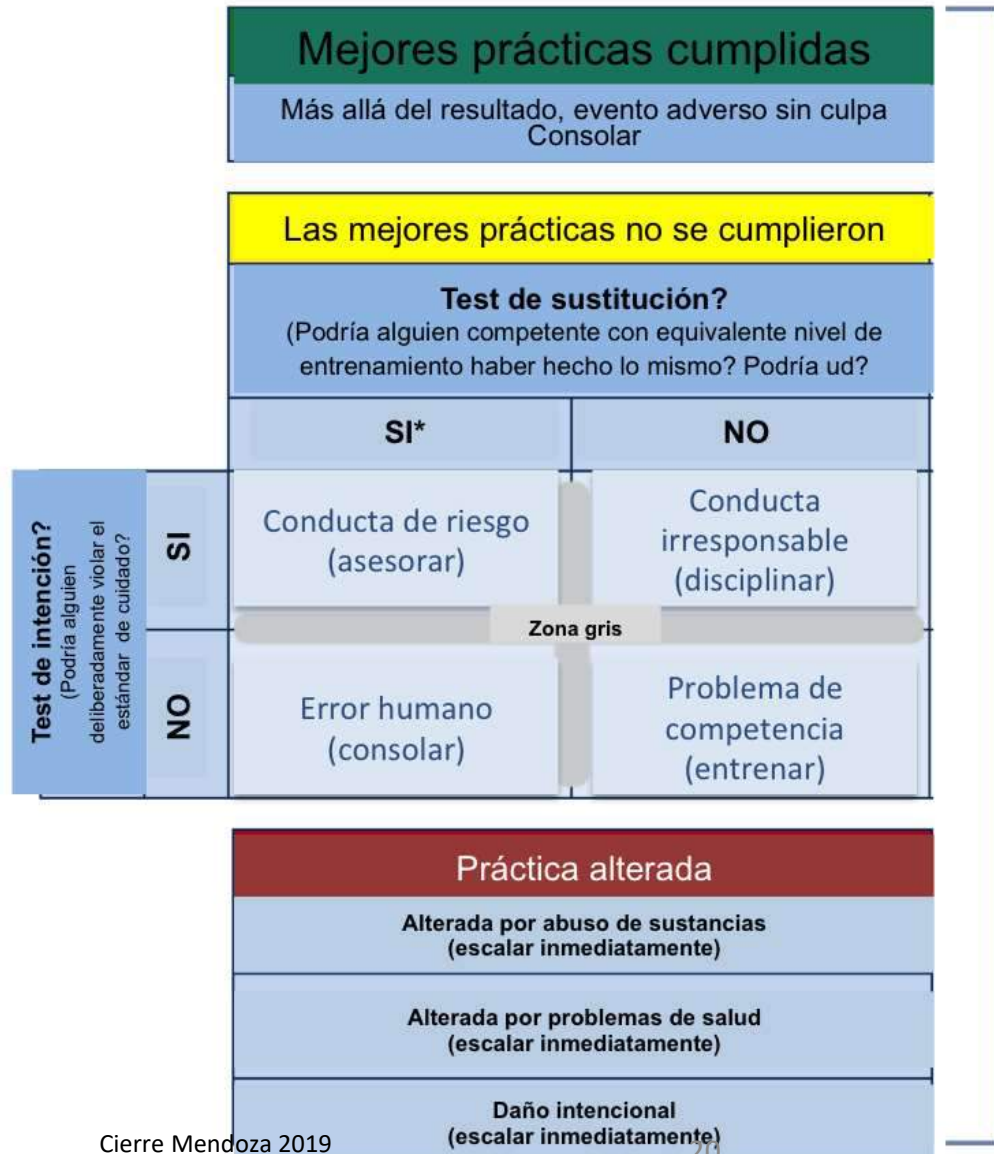 Mejores prácticas cumplidas
Más allá del resultado, evento adverso sin culpa
Consolar
Las mejores prácticas no se cumplieron
Test de sustitución?
(Podría alguien competente con equivalente nivel de
entrenamiento haber hecho lo mismo? Podría ud?
SI*
NO
Test de intención?
(Podría alguien
deliberadamente violar el
estándar de cuidado?
SI
Conducta de riesgo
(asesorar)
Conducta
irresponsable
(disciplinar)
Zona gris
NO
Error humano
(consolar)
Problema de
competencia
(entrenar)
Práctica alterada
Alterada por abuso de sustancias
(escalar inmediatamente)
Alterada por problemas de salud
(escalar inmediatamente)
Daño intencional
(escalar inmediatamente)
Cierre Mendoza 2019